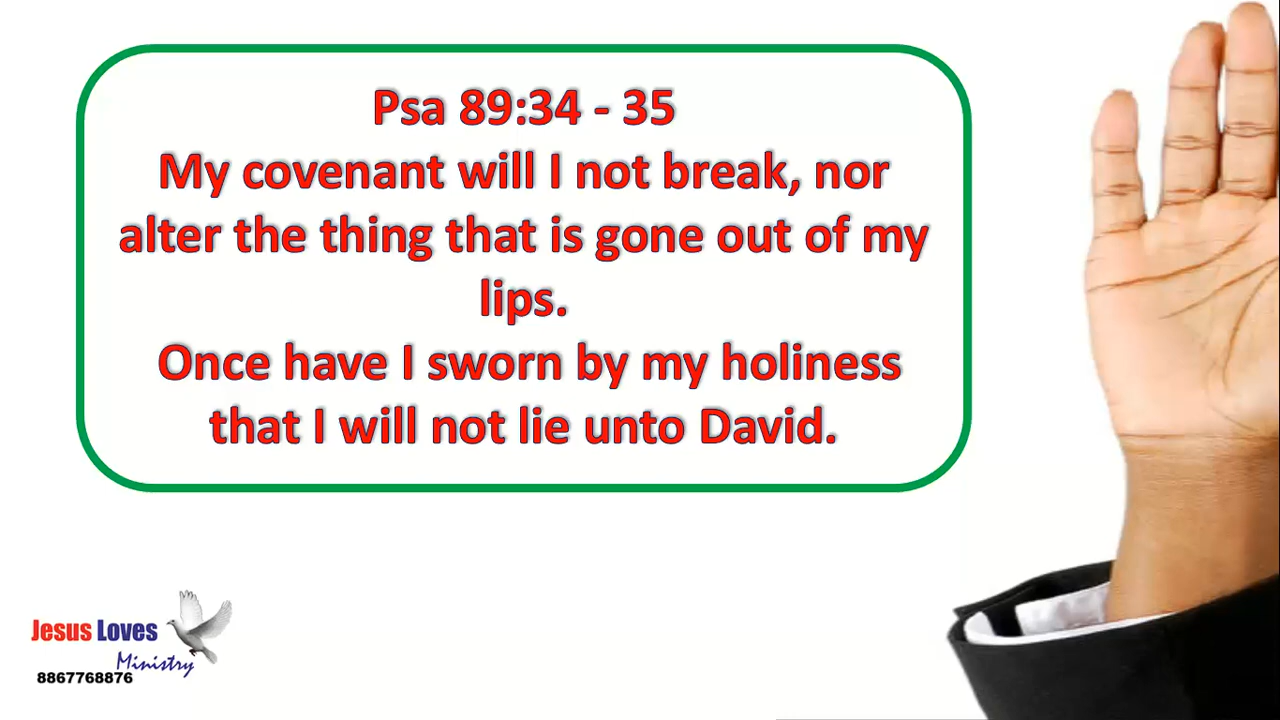 Psa 89:34 - 35
My covenant will I not break, nor
alter the thing that is gone out of my
lips.
Once have I sworn by my holiness
that I will not lie unto David.
Jesus Loves
Ministry
8867768876